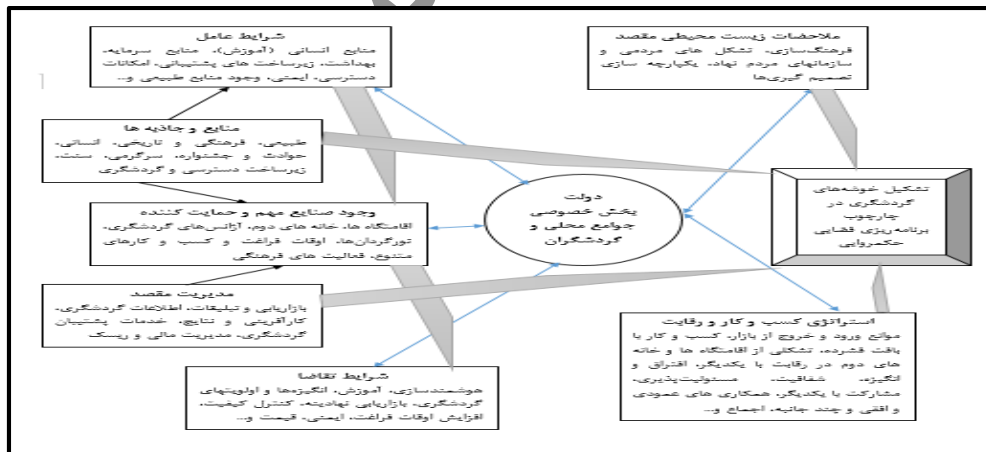 شرایط عامل
منابع انسانی (آموزش)، منابع سرمایه،
بهداشت، زیرساخت های پشتیبانی، امکانات
دسترسی، ایمنی، وجود منابع طبیعی و...
ملاحضات زیست محیطی مقصد
فرهنگ‌سازی، تشکل های مردمی و
سازمانهای مردم نهاد، یکپارچه سازی
تصمیم گیری‌ها
منابع و جاذبه ها
طبیعی، فرهنگی و تاریخی، انسانی،
حوادث و جشنواره، سرگرمی، سنت،
زیرساخت دسترسی و گردشگری
تشکیل خوشه‌های
گردشگری در
چارچوب
برنامه‌ریزی فضایی
حکمروایی
دولت
بخش خصوصی
جوامع محلی و
گردشگران
وجود صنایع مهم و حمایت کننده
اقامتگاه ها، خانه های دوم، آژانس‌های گردشگری،
تورگردان‌ها، اوقات فراغت و کسب و کارهای
متنوع، فعالیت های فرهنگی
مدیریت مقصد
بازاریابی و تبلیقات، اطلاعات گردشگری،
کارآفرینی و نتایج، خدمات پشتیبان
گردشگری، مدیریت مالی و ریسک
استراتژی کسب و کار و رقابت
موانع ورود و خروج از بازار، کسب و کار با
بافت فشرده، تشکلی از اقامتگاه ها و خانه
های دوم در رقابت با یکدیگر، افتراق و
انگیزه، شفافیت، مسئولیت‌پذیری،
مشارکت با یکدیگر، همکاری های عمودی
و افقی و چند جانبه، اجماع و...
شرایط تقاضا
هوشمندسازی، آموزش، انگیزه‌ها و اولویتهای
گردشگری، بازاریابی نهادینه، کنترل کیفیت،
افزایش اوقات فراغت، ایمنی، قیمت و...